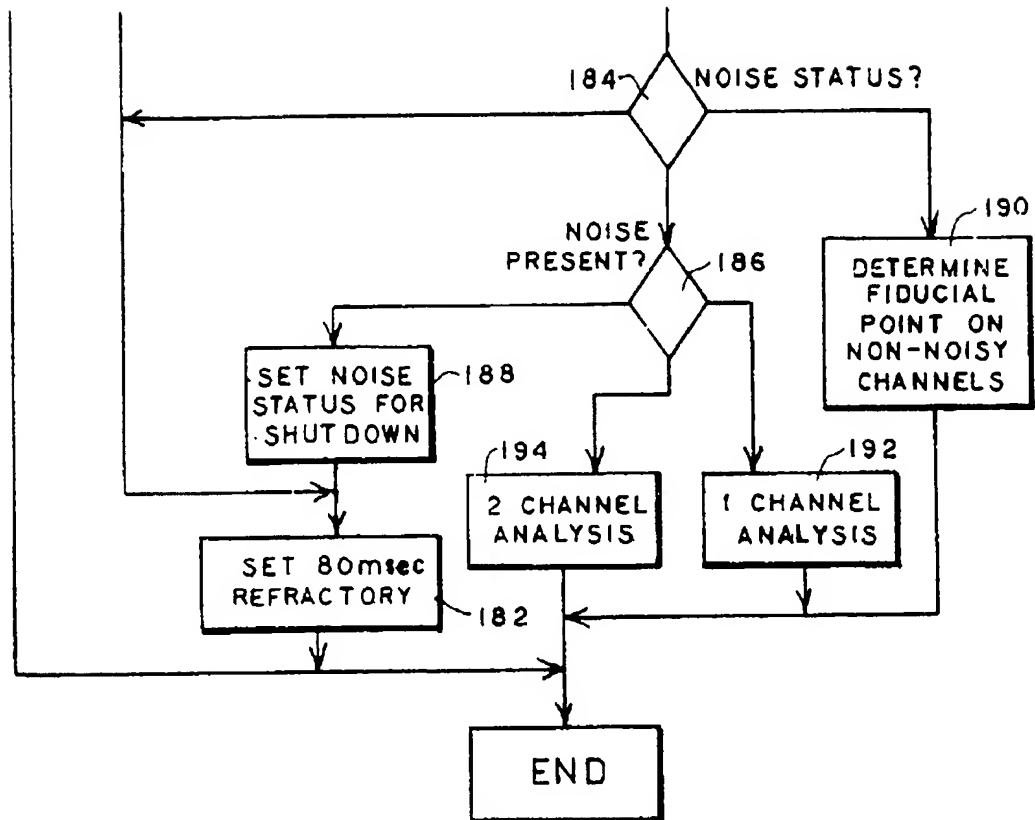 184
NOISE STATUS?
190
NOISE
PRESENT?
186
DETERMINE
FIDUCIAL
POINT ON
NON-NOISY
CHANNELS
SET NOISE
STATUS FOR
SHUTDOWN
188
194
2 CHANNEL
ANALYSIS
192
1 CHANNEL
ANALYSIS
SET 80msec
REFRACTORY
182
END